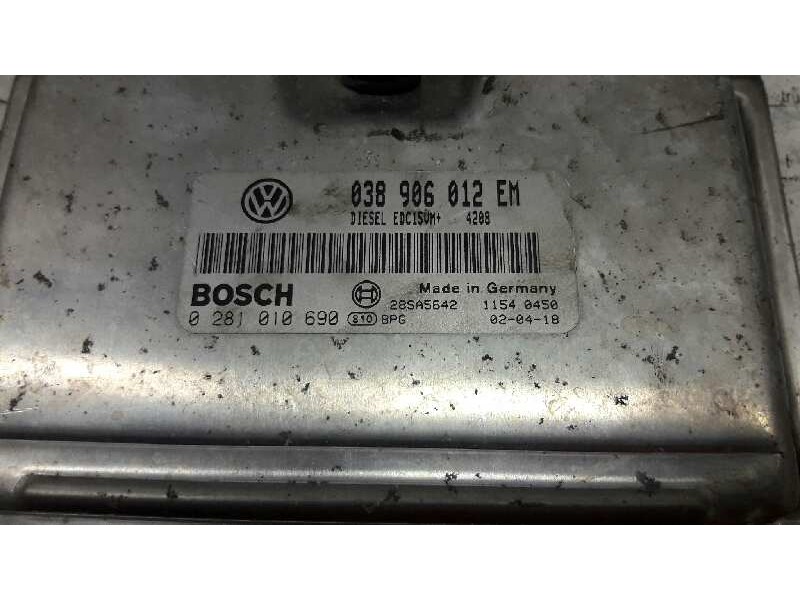 038 906 012 EM
DIESEL EDC15VM+ 4208
Made in Germany
BOSCH
28SA5642 1154 0450
0 281 010 690 810 BPG 02-04-18